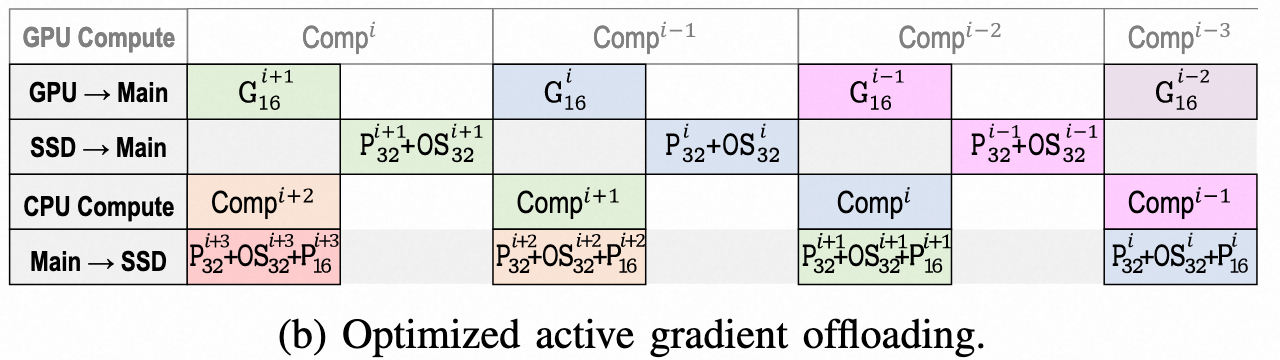 GPU Compute Comp^i Comp^{i−1} Comp^{i−2} Comp^{i−3}
GPU → Main G_{16}^{i+1} G_{16}^{i} G_{16}^{i−1} G_{16}^{i−2}
SSD → Main P_{32}^{i+1}+OS_{32}^{i+1} P_{32}^{i}+OS_{32}^{i} P_{32}^{i−1}+OS_{32}^{i−1}
CPU Compute Comp^{i+2} Comp^{i+1} Comp^i Comp^{i−1}
Main → SSD P_{32}^{i+3}+OS_{32}^{i+3}+P_{16}^{i+3} P_{32}^{i+2}+OS_{32}^{i+2}+P_{16}^{i+2} P_{32}^{i+1}+OS_{32}^{i+1}+P_{16}^{i+1} P_{32}^{i}+OS_{32}^{i}+P_{16}^{i}
(b) Optimized active gradient offloading.